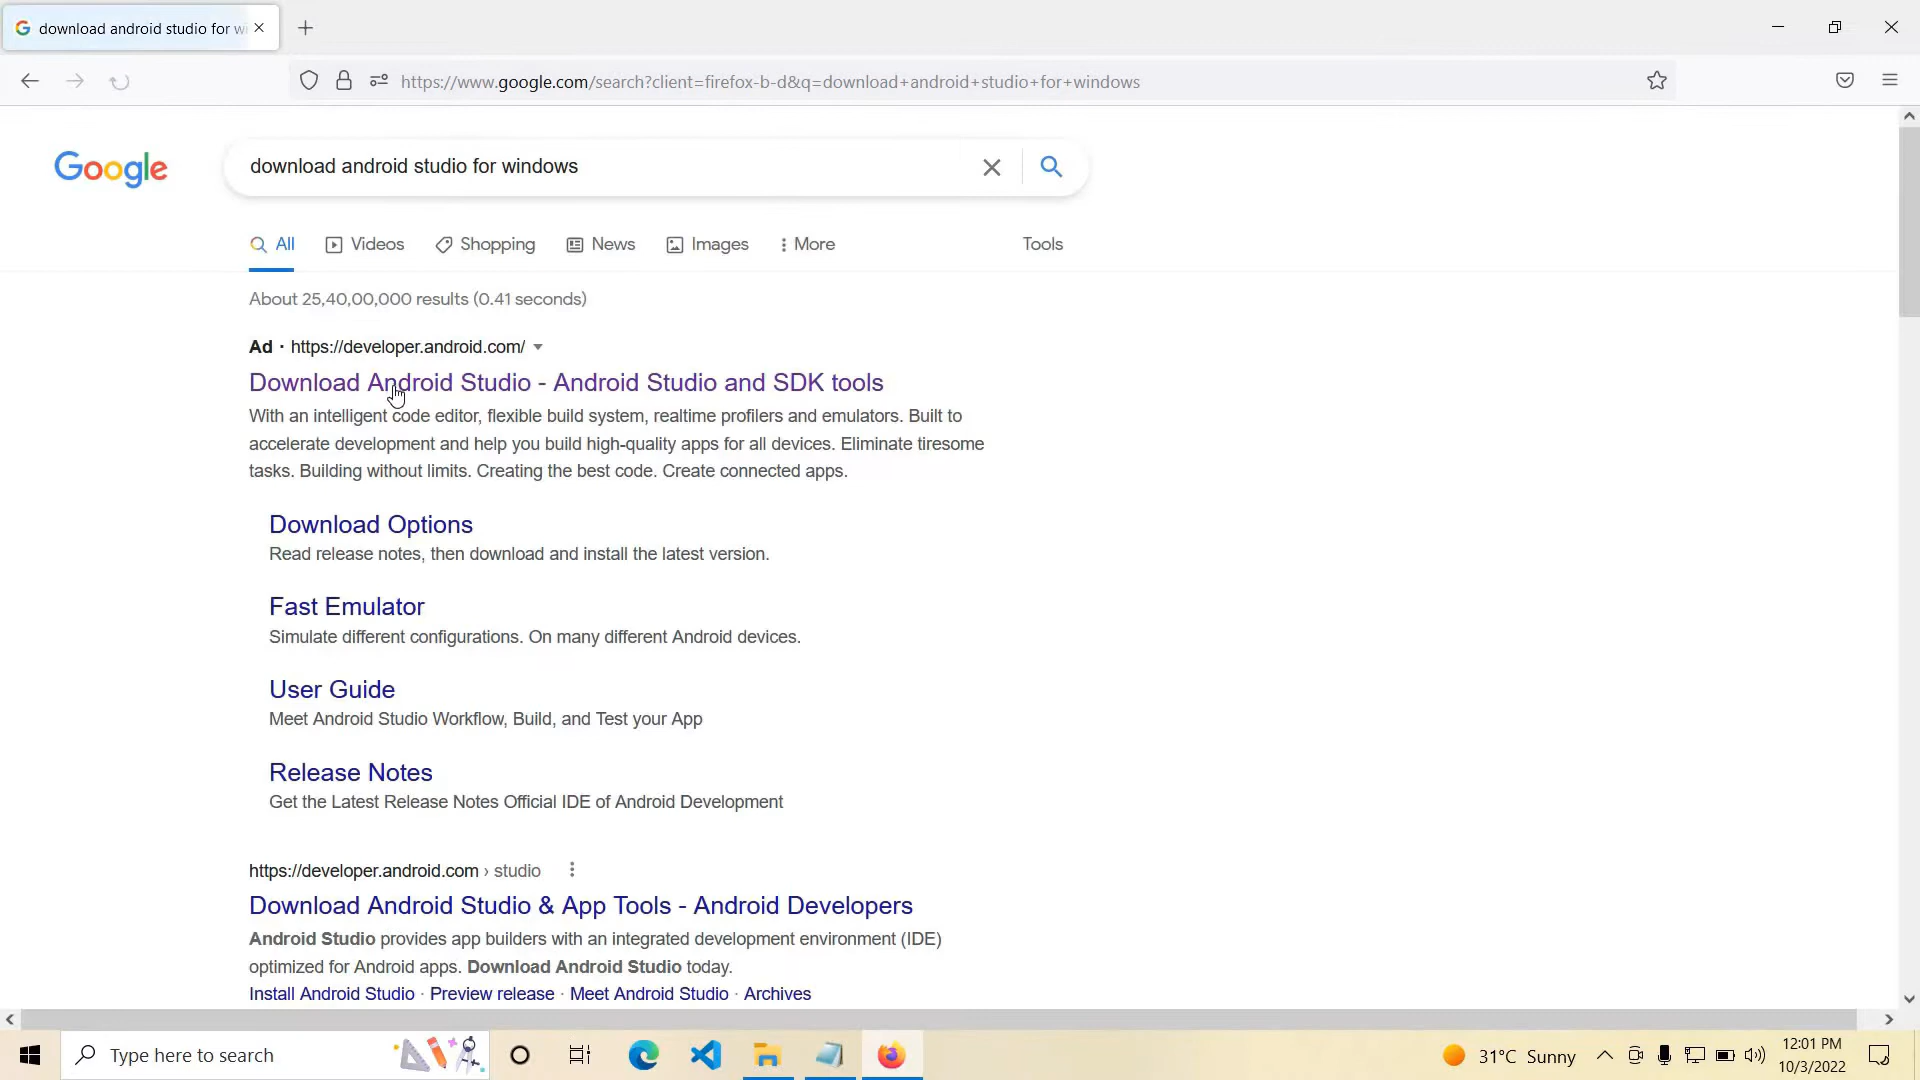 download android studio for wi
https://www.google.com/search?client=firefox-b-d&q=download+android+studio+for+windows
Google
download android studio for windows
All
Videos
Shopping
News
Images
More
Tools
About 25,40,00,000 results (0.41 seconds)
Ad · https://developer.android.com/
Download Android Studio - Android Studio and SDK tools
With an intelligent code editor, flexible build system, realtime profilers and emulators. Built to
accelerate development and help you build high-quality apps for all devices. Eliminate tiresome
tasks. Building without limits. Creating the best code. Create connected apps.
Download Options
Read release notes, then download and install the latest version.
Fast Emulator
Simulate different configurations. On many different Android devices.
User Guide
Meet Android Studio Workflow, Build, and Test your App
Release Notes
Get the Latest Release Notes Official IDE of Android Development
https://developer.android.com › studio
Download Android Studio & App Tools - Android Developers
Android Studio provides app builders with an integrated development environment (IDE)
optimized for Android apps. Download Android Studio today.
Install Android Studio · Preview release · Meet Android Studio · Archives
Type here to search
31°C Sunny
12:01 PM
10/3/2022